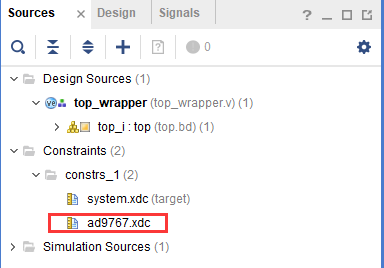 Sources
Design
Signals
0
Design Sources (1)
top_wrapper (top_wrapper.v) (1)
top_i : top (top.bd) (1)
Constraints (2)
constrs_1 (2)
system.xdc (target)
ad9767.xdc
Simulation Sources (1)